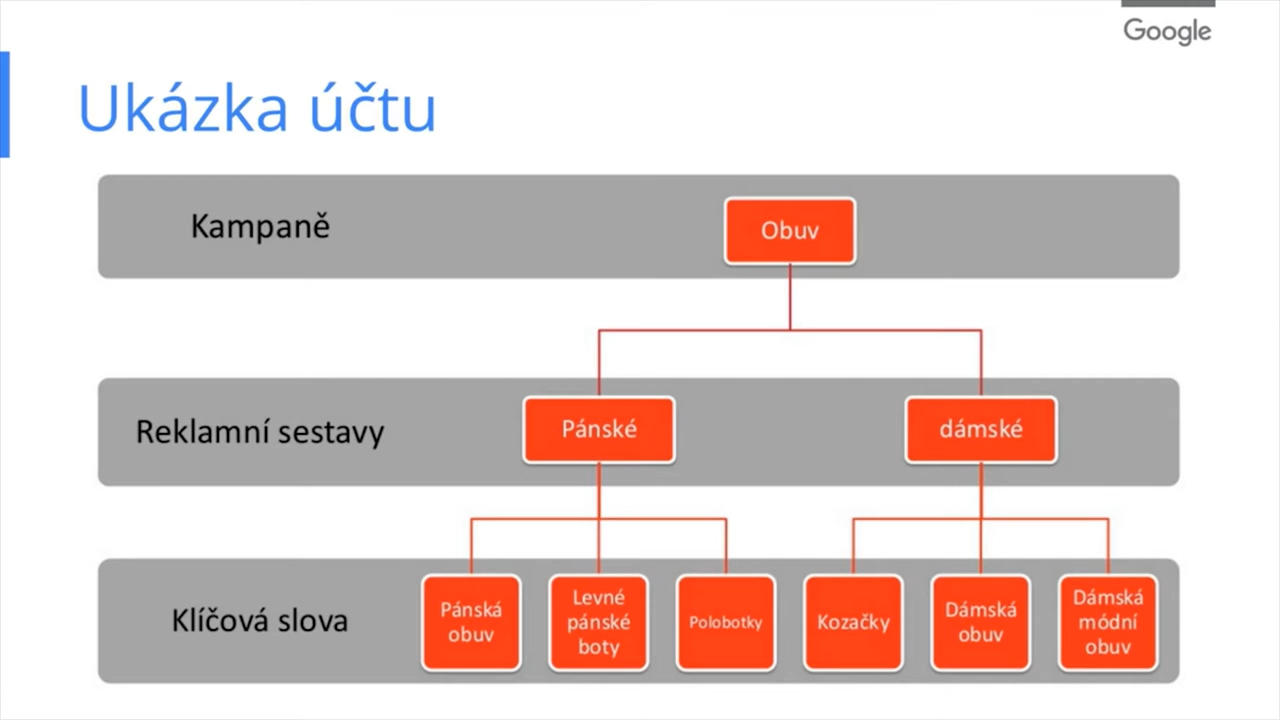 Google
Ukázka účtu
Kampaně
Obuv
Reklamní sestavy
Pánské
dámské
Klíčová slova
Pánská
obuv
Levné
pánské
boty
Polobotky
Kozačky
Dámská
obuv
Dámská
módní
obuv